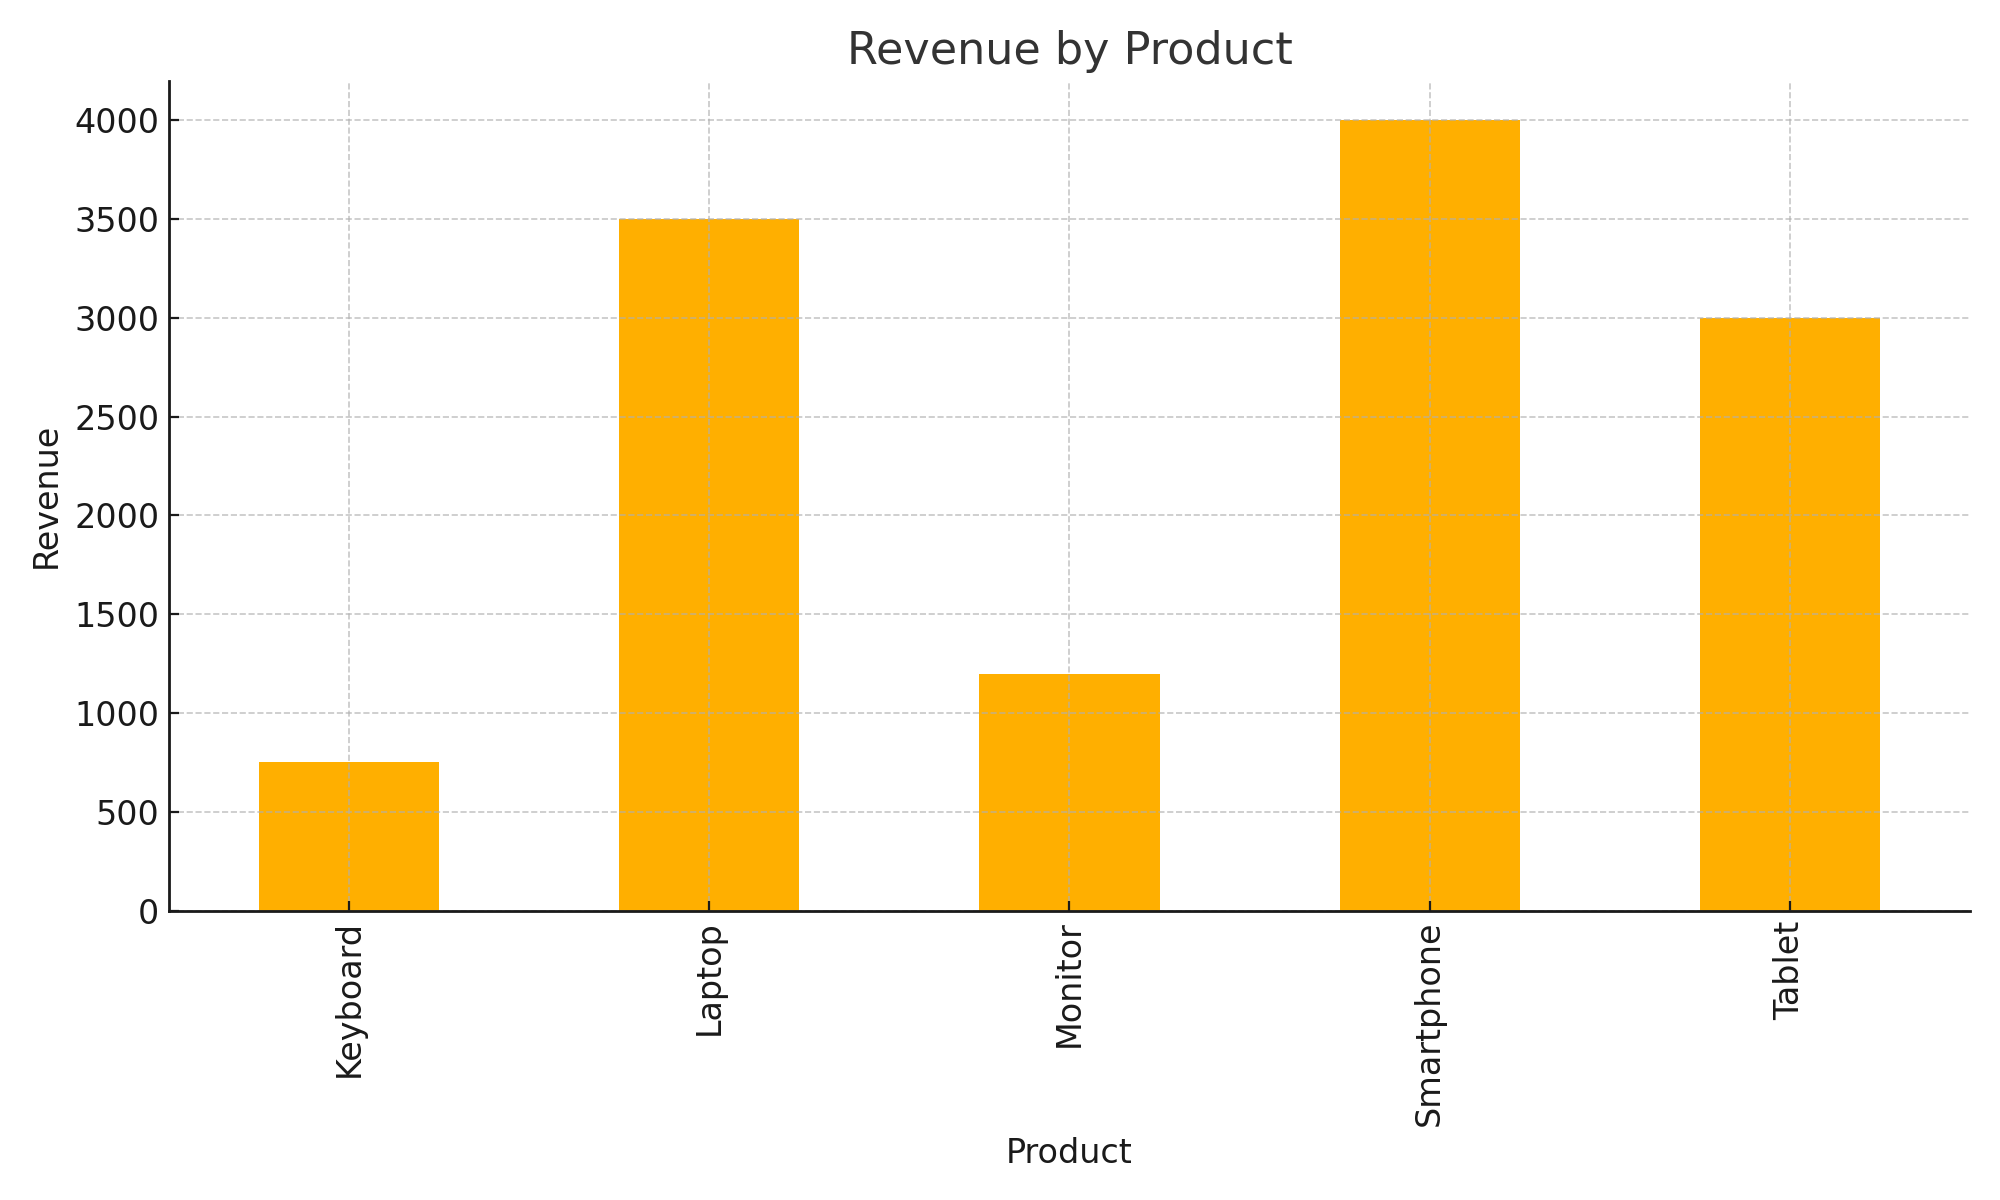 Revenue by Product
4000
3500
3000
2500
2000
1500
1000
500
0
Revenue
Keyboard
Laptop
Monitor
Smartphone
Tablet
Product